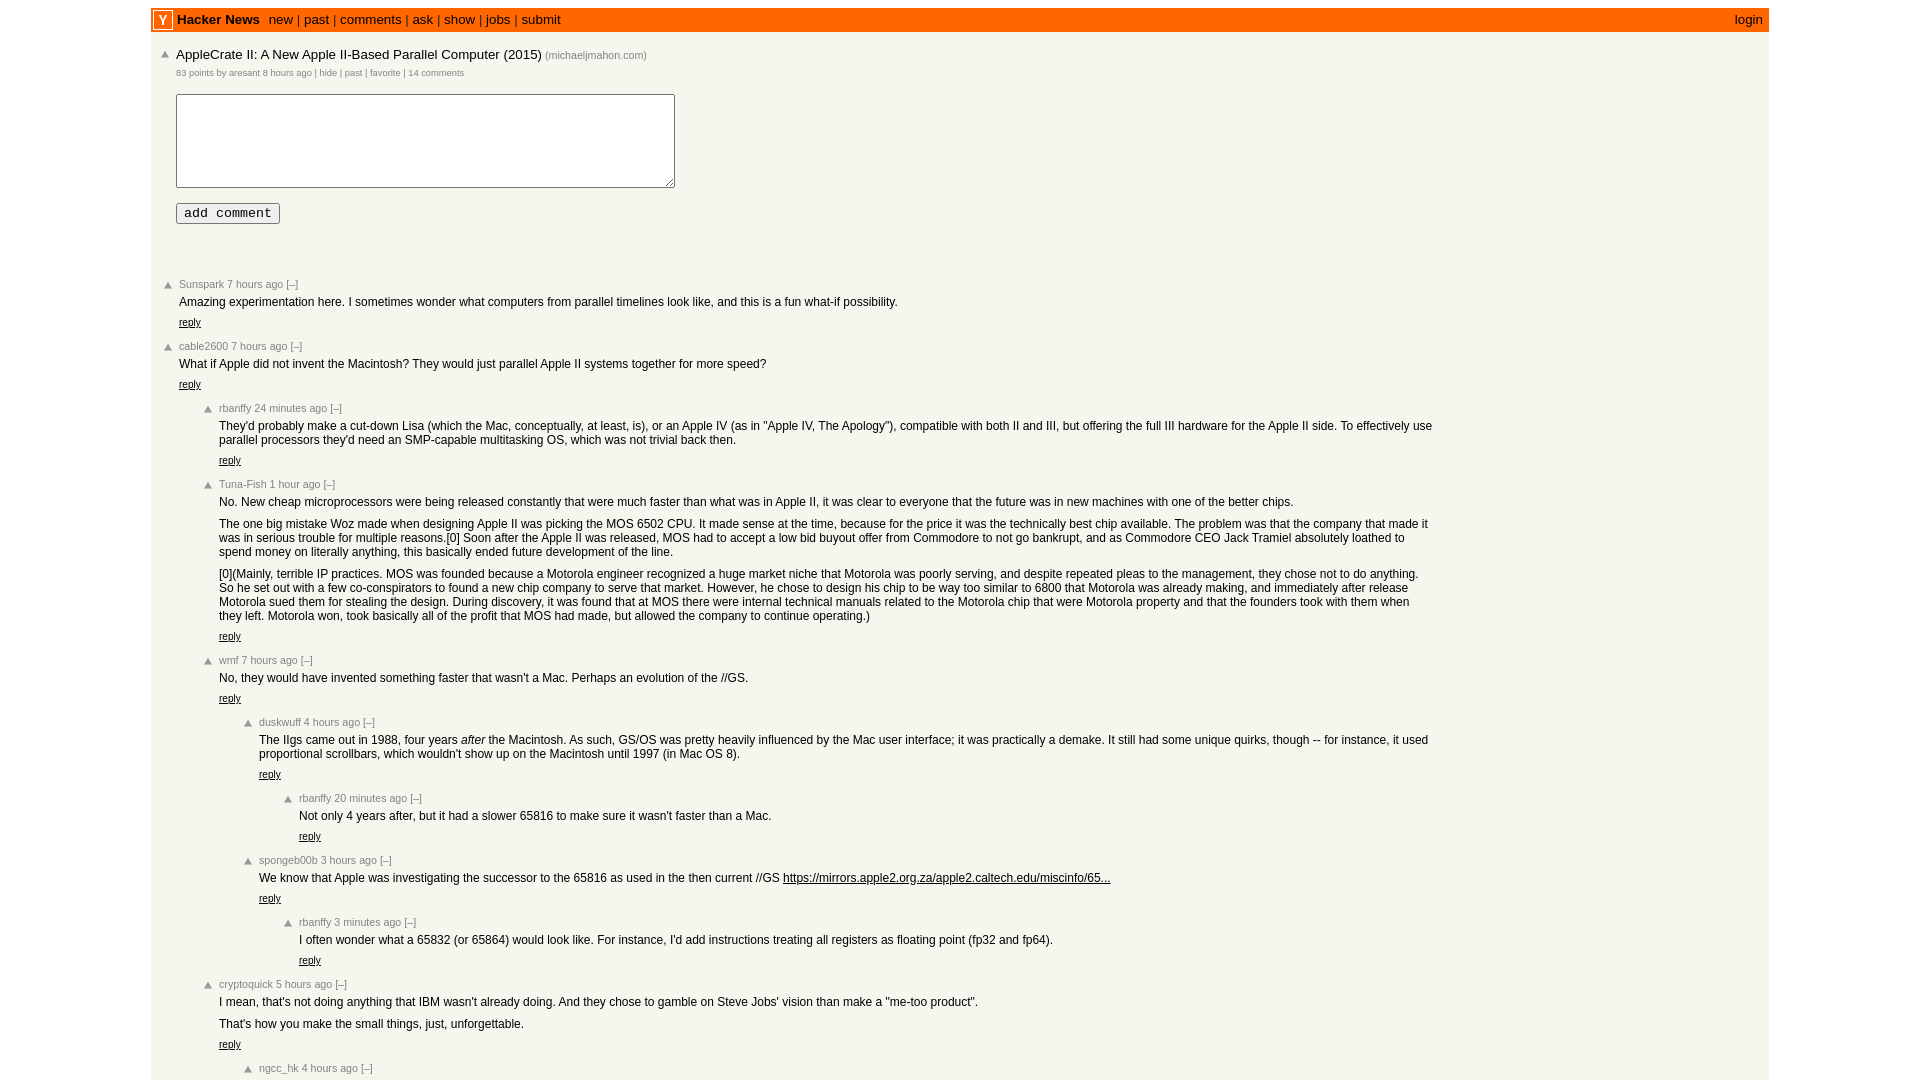 Y Hacker News new | past | comments | ask | show | jobs | submit login
AppleCrate II: A New Apple II-Based Parallel Computer (2015) (michaeljmahon.com)
83 points by aresant 8 hours ago | hide | past | favorite | 14 comments
add comment
Sunspark 7 hours ago [–]
Amazing experimentation here. I sometimes wonder what computers from parallel timelines look like, and this is a fun what-if possibility.
reply
cable2600 7 hours ago [–]
What if Apple did not invent the Macintosh? They would just parallel Apple II systems together for more speed?
reply
rbanffy 24 minutes ago [–]
They'd probably make a cut-down Lisa (which the Mac, conceptually, at least, is), or an Apple IV (as in "Apple IV, The Apology"), compatible with both II and III, but offering the full III hardware for the Apple II side. To effectively use
parallel processors they'd need an SMP-capable multitasking OS, which was not trivial back then.
reply
Tuna-Fish 1 hour ago [–]
No. New cheap microprocessors were being released constantly that were much faster than what was in Apple II, it was clear to everyone that the future was in new machines with one of the better chips.
The one big mistake Woz made when designing Apple II was picking the MOS 6502 CPU. It made sense at the time, because for the price it was the technically best chip available. The problem was that the company that made it
was in serious trouble for multiple reasons.[0] Soon after the Apple II was released, MOS had to accept a low bid buyout offer from Commodore to not go bankrupt, and as Commodore CEO Jack Tramiel absolutely loathed to
spend money on literally anything, this basically ended future development of the line.
[0](Mainly, terrible IP practices. MOS was founded because a Motorola engineer recognized a huge market niche that Motorola was poorly serving, and despite repeated pleas to the management, they chose not to do anything.
So he set out with a few co-conspirators to found a new chip company to serve that market. However, he chose to design his chip to be way too similar to 6800 that Motorola was already making, and immediately after release
Motorola sued them for stealing the design. During discovery, it was found that at MOS there were internal technical manuals related to the Motorola chip that were Motorola property and that the founders took with them when
they left. Motorola won, took basically all of the profit that MOS had made, but allowed the company to continue operating.)
reply
wmf 7 hours ago [–]
No, they would have invented something faster that wasn't a Mac. Perhaps an evolution of the //GS.
reply
duskwuff 4 hours ago [–]
The IIgs came out in 1988, four years after the Macintosh. As such, GS/OS was pretty heavily influenced by the Mac user interface; it was practically a demake. It still had some unique quirks, though -- for instance, it used
proportional scrollbars, which wouldn't show up on the Macintosh until 1997 (in Mac OS 8).
reply
rbanffy 20 minutes ago [–]
Not only 4 years after, but it had a slower 65816 to make sure it wasn't faster than a Mac.
reply
spongeb00b 3 hours ago [–]
We know that Apple was investigating the successor to the 65816 as used in the then current //GS https://mirrors.apple2.org.za/apple2.caltech.edu/miscinfo/65...
reply
rbanffy 3 minutes ago [–]
I often wonder what a 65832 (or 65864) would look like. For instance, I'd add instructions treating all registers as floating point (fp32 and fp64).
reply
cryptoquick 5 hours ago [–]
I mean, that's not doing anything that IBM wasn't already doing. And they chose to gamble on Steve Jobs' vision than make a "me-too product".
That's how you make the small things, just, unforgettable.
reply
ngcc_hk 4 hours ago [–]